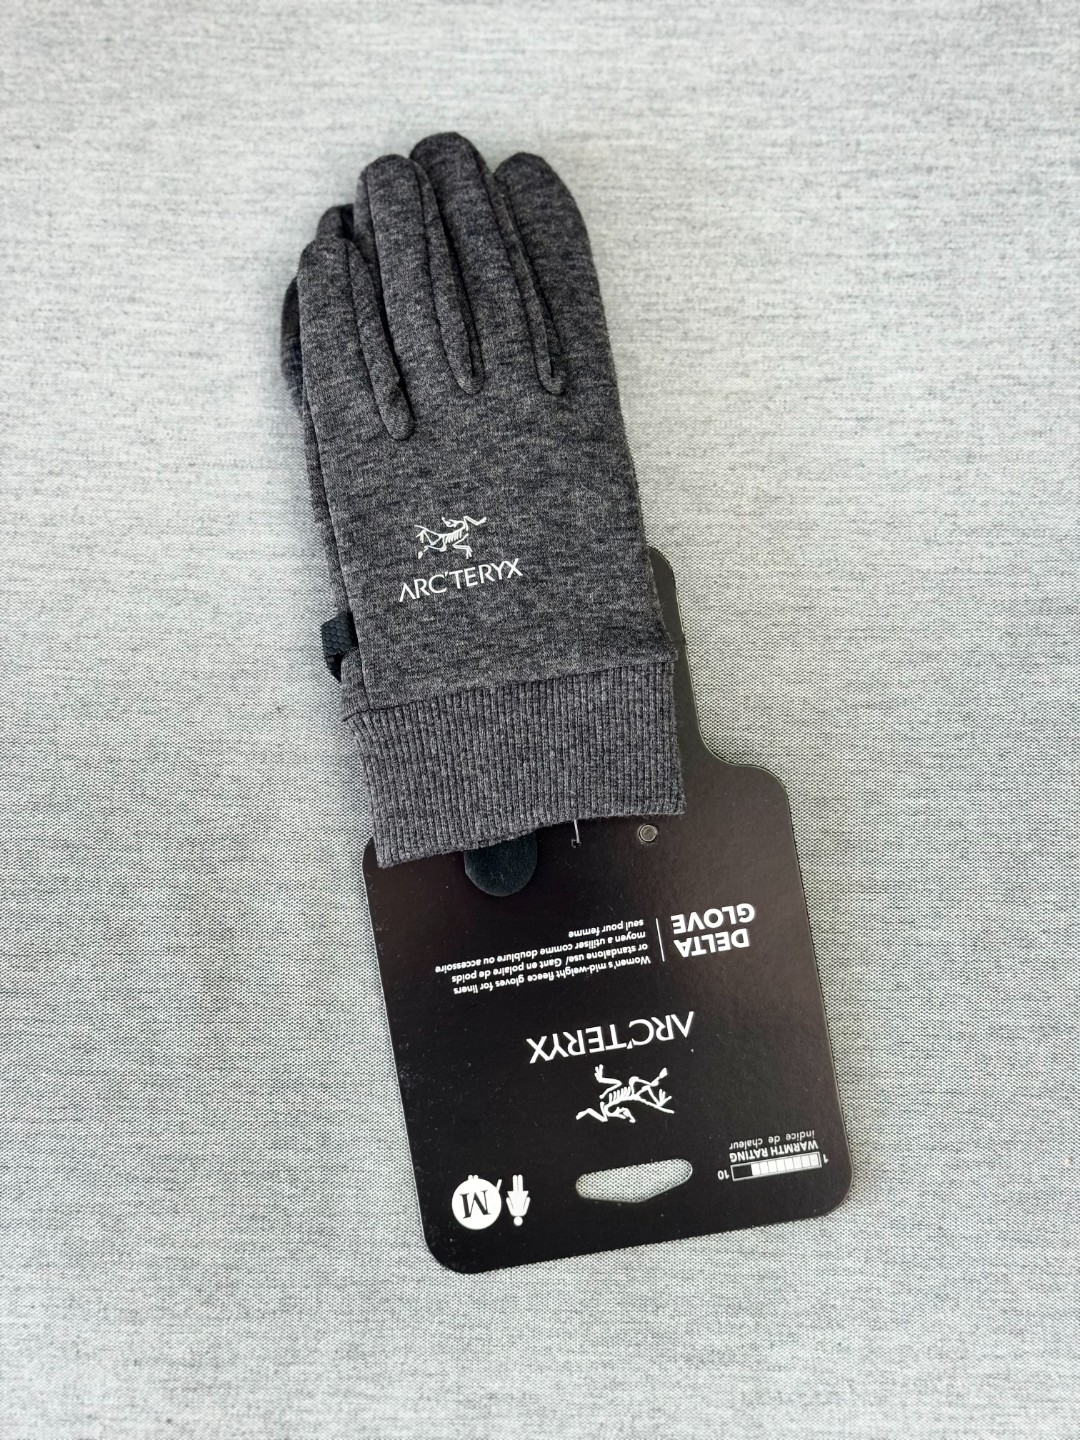 ARC'TERYX
DELTA
GLOVE
Women's mid-weight fleece gloves for liners
or standalone use/ Gant en polaire de poids
moyen a utiliser comme doublure ou accessoire
seul pour femme
ARC'TERYX
WARMTH RATING
indice de chaleur
1
10
M